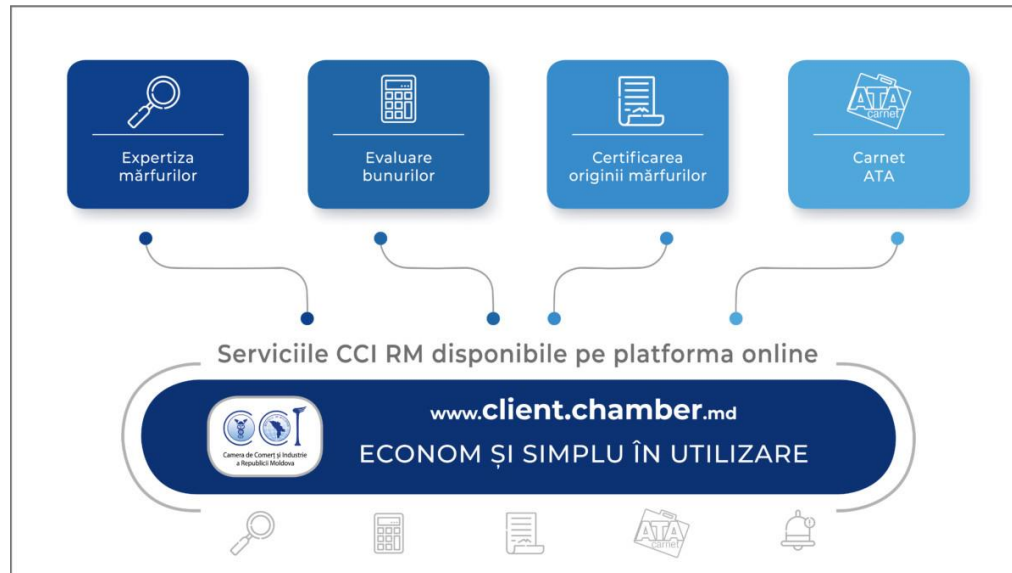 Expertiza
mărfurilor
Evaluare
bunurilor
Certificarea
originii mărfurilor
ATA
carnet
Carnet
ATA
Serviciile CCI RM disponibile pe platforma online
www.client.chamber.md
ECONOM ȘI SIMPLU ÎN UTILIZARE
CCI
Camera de Comerț și Industrie
a Republicii Moldova
ATA
carnet